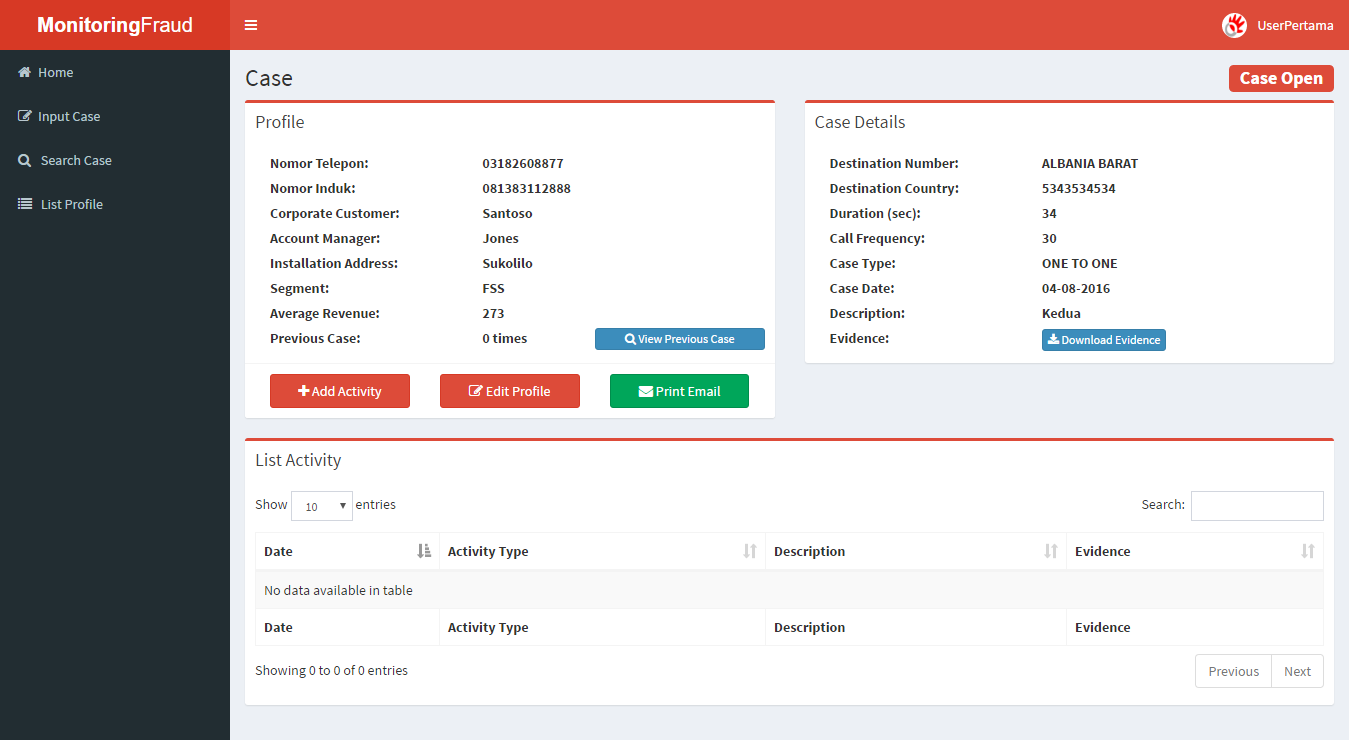 MonitoringFraud
UserPertama
Home
Input Case
Search Case
List Profile
Case
Case Open
Profile
Nomor Telepon: 03182608877
Nomor Induk: 081383112888
Corporate Customer: Santoso
Account Manager: Jones
Installation Address: Sukolilo
Segment: FSS
Average Revenue: 273
Previous Case: 0 times View Previous Case
Add Activity Edit Profile Print Email
Case Details
Destination Number: ALBANIA BARAT
Destination Country: 5343534534
Duration (sec): 34
Call Frequency: 30
Case Type: ONE TO ONE
Case Date: 04-08-2016
Description: Kedua
Evidence: Download Evidence
List Activity
Show 10 entries Search:
Date Activity Type Description Evidence
No data available in table
Date Activity Type Description Evidence
Showing 0 to 0 of 0 entries Previous Next